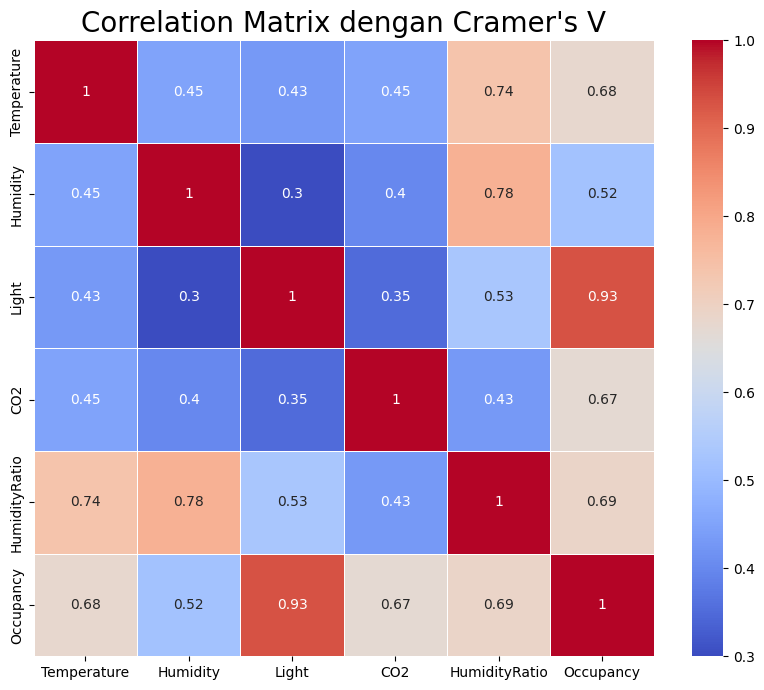 Correlation Matrix dengan Cramer's V
Temperature 1 0.45 0.43 0.45 0.74 0.68
Humidity 0.45 1 0.3 0.4 0.78 0.52
Light 0.43 0.3 1 0.35 0.53 0.93
CO2 0.45 0.4 0.35 1 0.43 0.67
HumidityRatio 0.74 0.78 0.53 0.43 1 0.69
Occupancy 0.68 0.52 0.93 0.67 0.69 1
Temperature Humidity Light CO2 HumidityRatio Occupancy
1.0
0.9
0.8
0.7
0.6
0.5
0.4
0.3